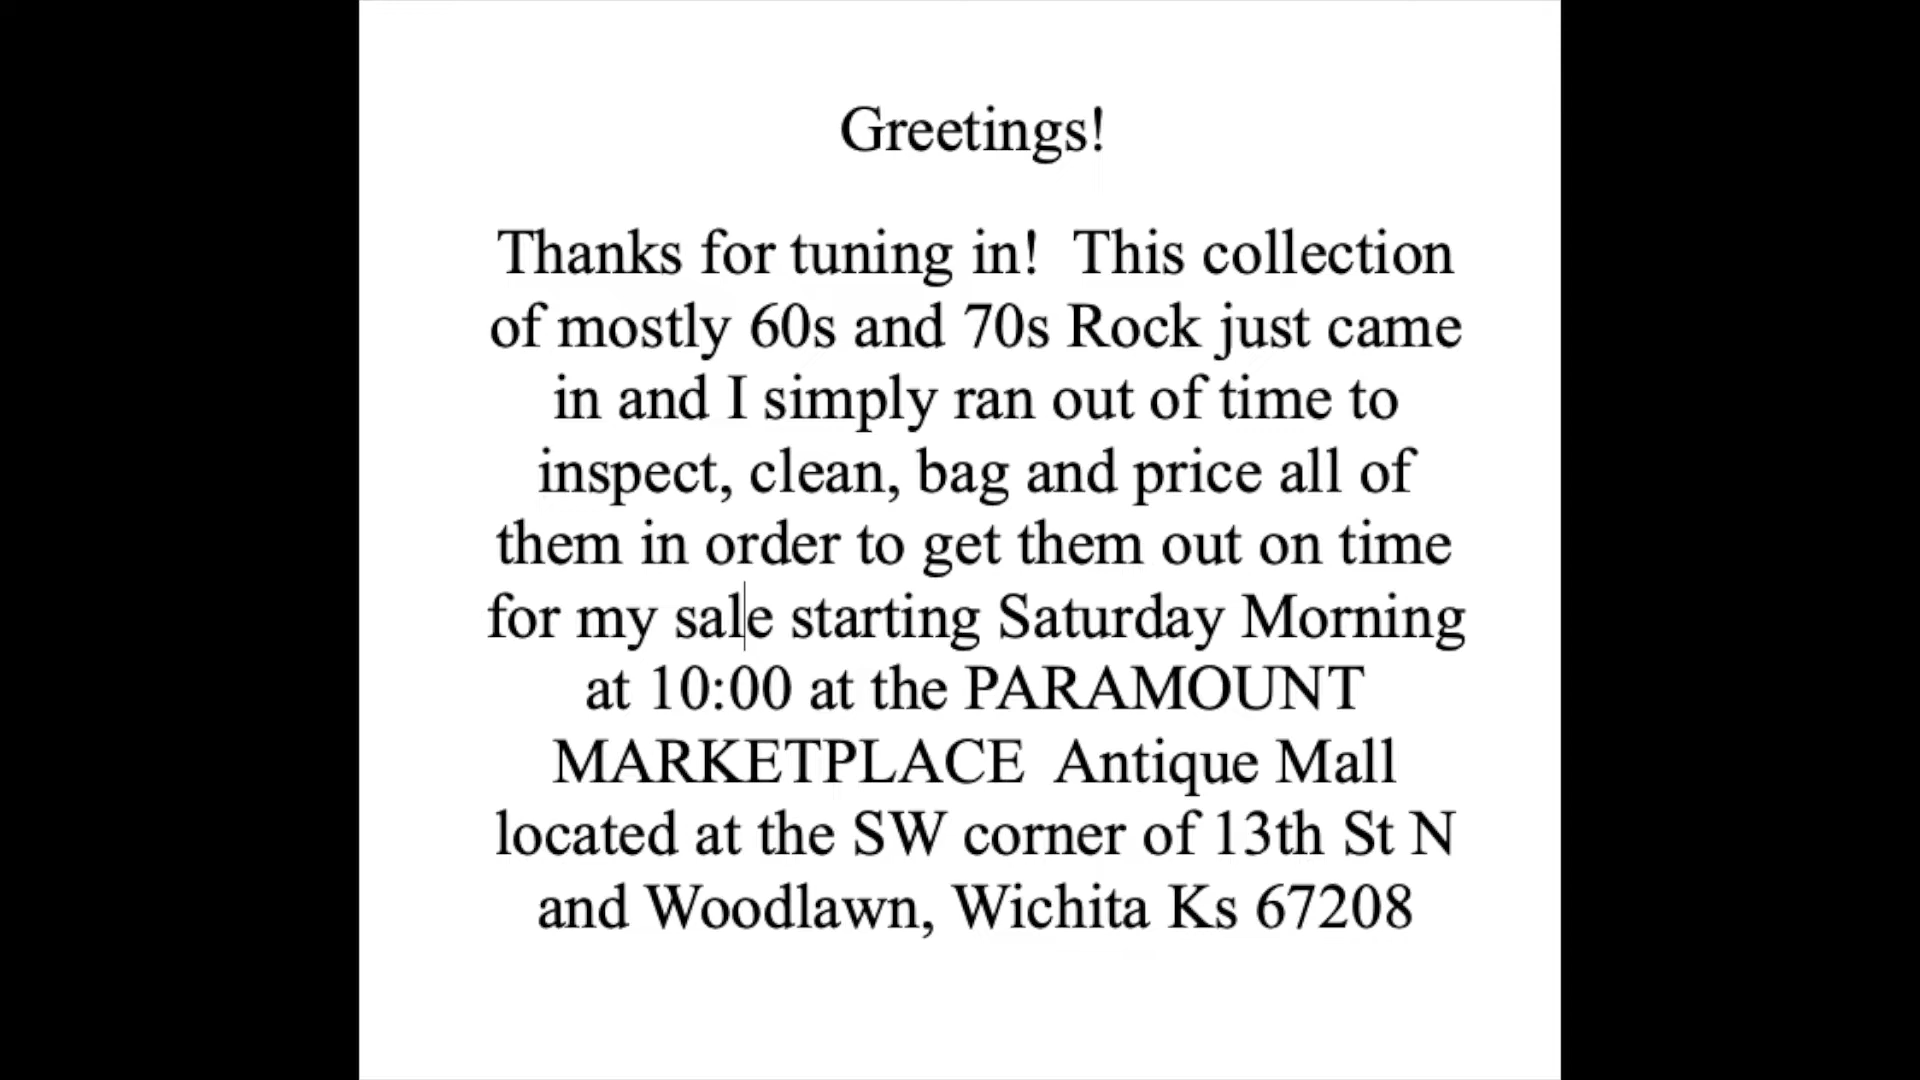 Greetings!
Thanks for tuning in!  This collection
of mostly 60s and 70s Rock just came
in and I simply ran out of time to
inspect, clean, bag and price all of
them in order to get them out on time
for my sale starting Saturday Morning
at 10:00 at the PARAMOUNT
MARKETPLACE  Antique Mall
located at the SW corner of 13th St N
and Woodlawn, Wichita Ks 67208